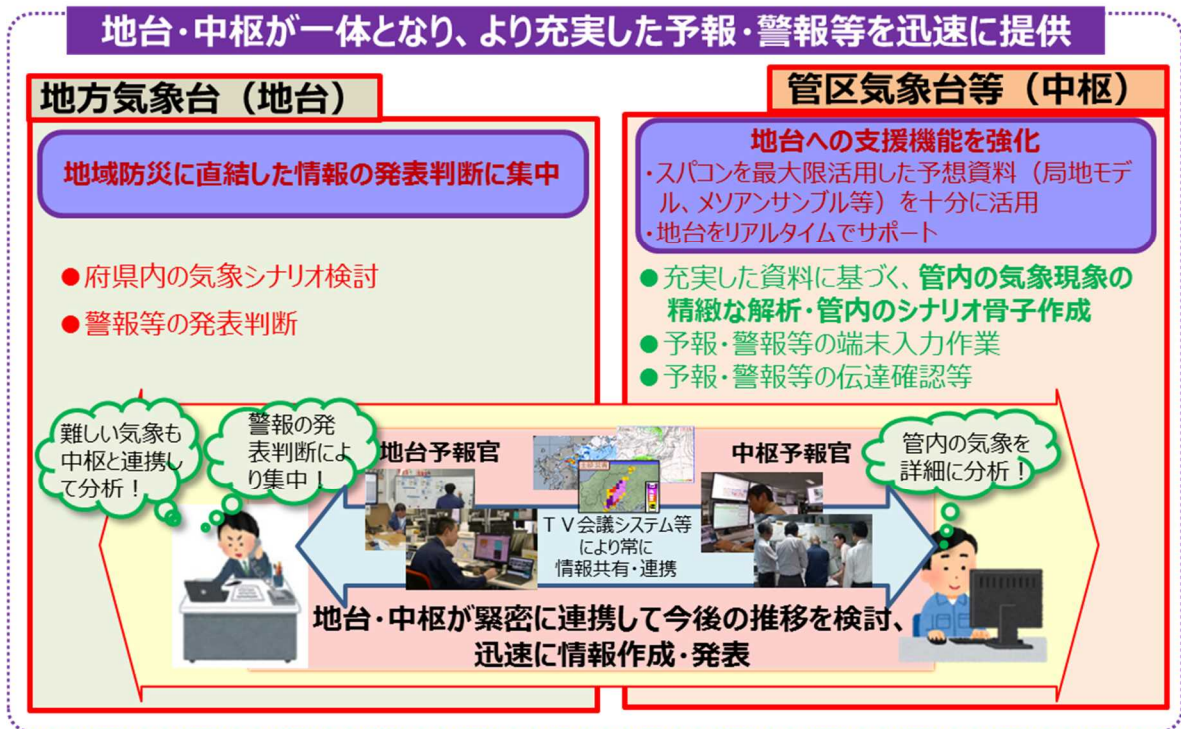 地台・中枢が一体となり、より充実した予報・警報等を迅速に提供
地方気象台（地台）
地域防災に直結した情報の発表判断に集中
●府県内の気象シナリオ検討
●警報等の発表判断
管区気象台等（中枢）
地台への支援機能を強化
・スパコンを最大限活用した予想資料（局地モデ
ル、メソアンサンブル等）を十分に活用
・地台をリアルタイムでサポート
●充実した資料に基づく、管内の気象現象の
精緻な解析・管内のシナリオ骨子作成
●予報・警報等の端末入力作業
●予報・警報等の伝達確認等
難しい気象も
中枢と連携し
て分析！
警報の発
表判断によ
り集中！
地台予報官
中枢予報官
管内の気象を
詳細に分析！
ＴＶ会議システム等
により常に
情報共有・連携
地台・中枢が緊密に連携して今後の推移を検討、
迅速に情報作成・発表